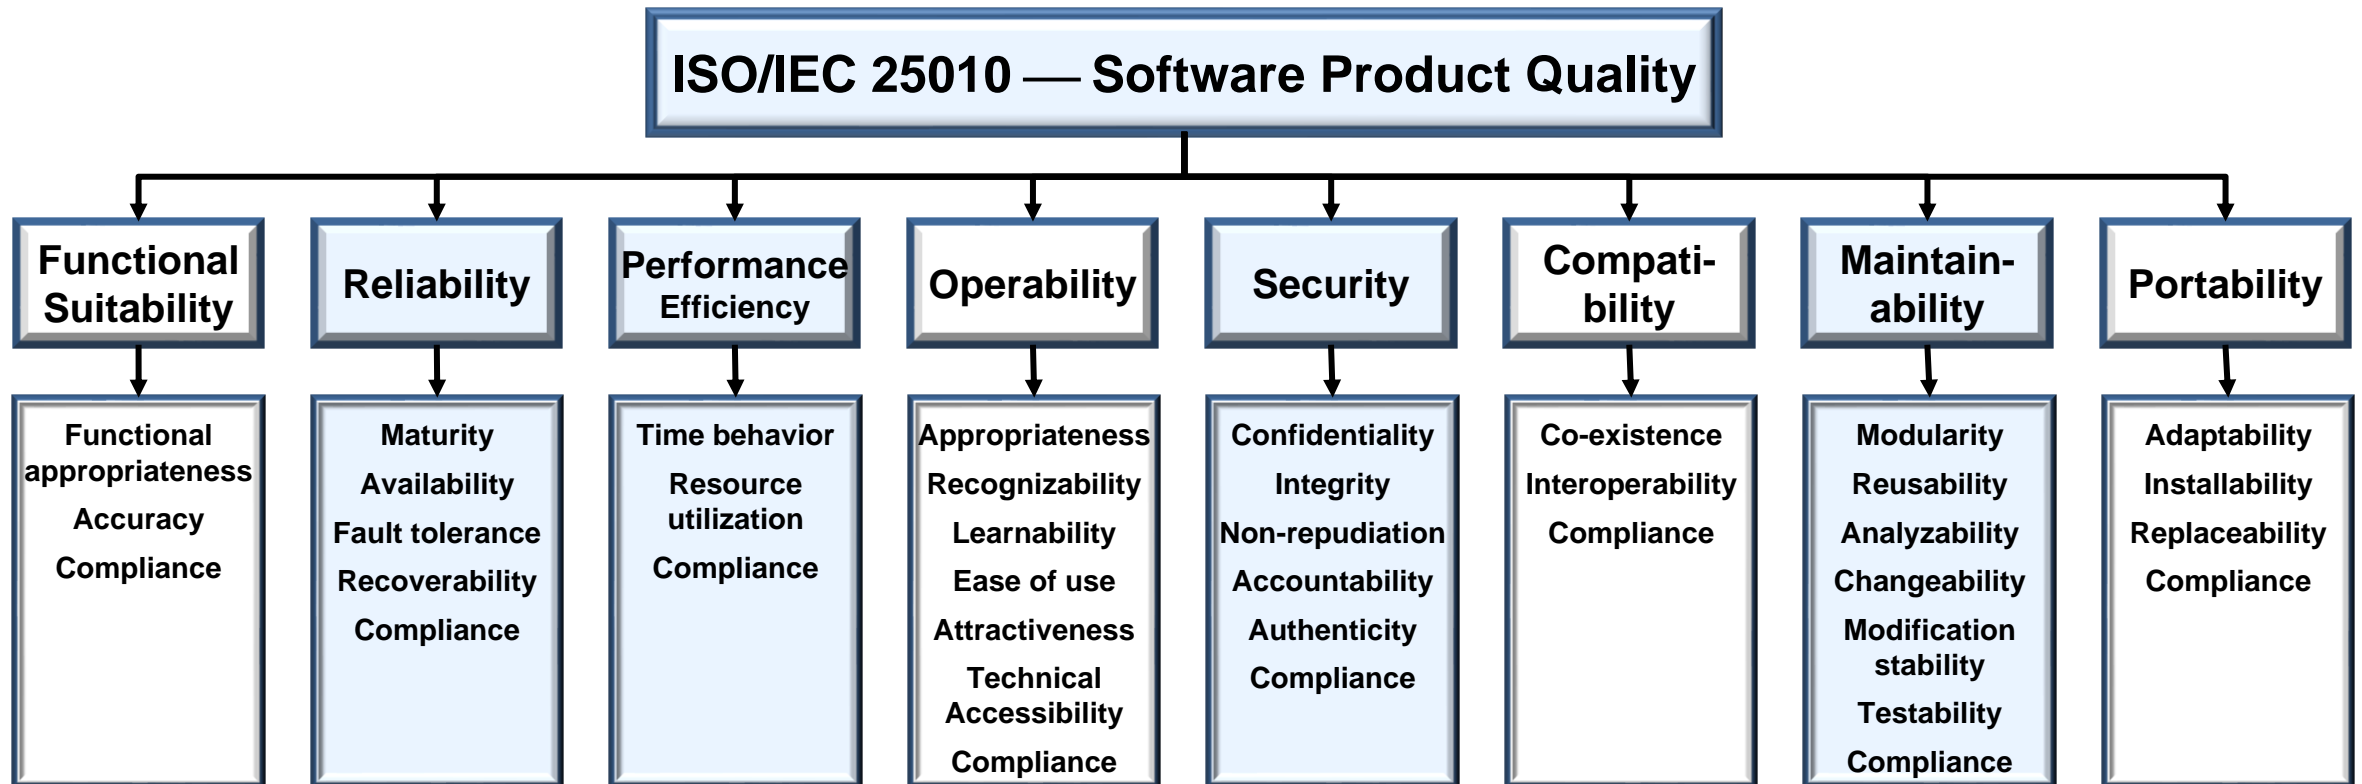 ISO/IEC 25010 — Software Product Quality
Functional
Suitability
Reliability
Performance
Efficiency
Operability
Security
Compati-
bility
Maintain-
ability
Portability
Functional
appropriateness
Accuracy
Compliance
Maturity
Availability
Fault tolerance
Recoverability
Compliance
Time behavior
Resource
utilization
Compliance
Appropriateness
Recognizability
Learnability
Ease of use
Attractiveness
Technical
Accessibility
Compliance
Confidentiality
Integrity
Non-repudiation
Accountability
Authenticity
Compliance
Co-existence
Interoperability
Compliance
Modularity
Reusability
Analyzability
Changeability
Modification
stability
Testability
Compliance
Adaptability
Installability
Replaceability
Compliance